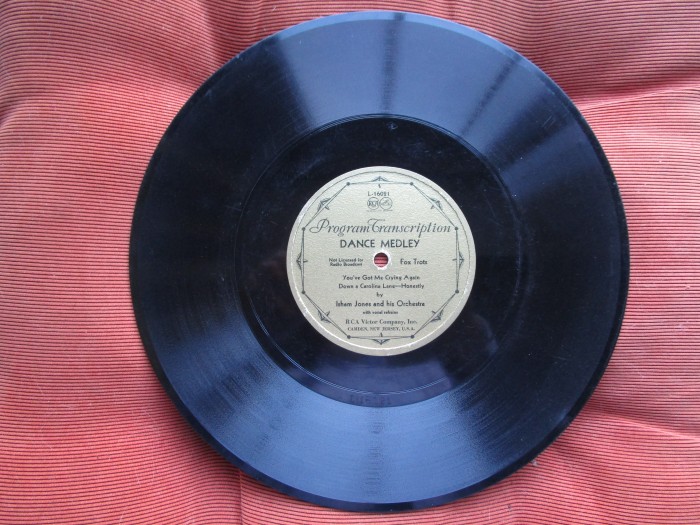 L-16021
RCA
Program Transcription
DANCE MEDLEY
Not Licensed for
Radio Broadcast
Fox Trots
You've Got Me Crying Again
Down a Carolina Lane—Honestly
by
Isham Jones and his Orchestra
with vocal refrains
RCA Victor Company, Inc.
CAMDEN, NEW JERSEY, U.S.A.